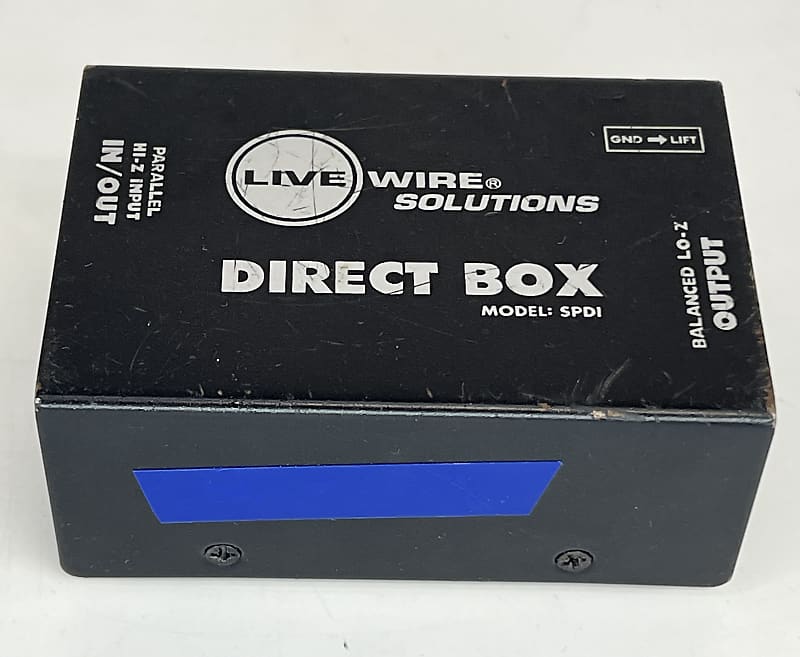 PARALLEL
HI-Z INPUT
IN/OUT
LIVE WIRE®
SOLUTIONS
DIRECT BOX
MODEL: SPDI
GND ➡ LIFT
BALANCED LO-Z
OUTPUT